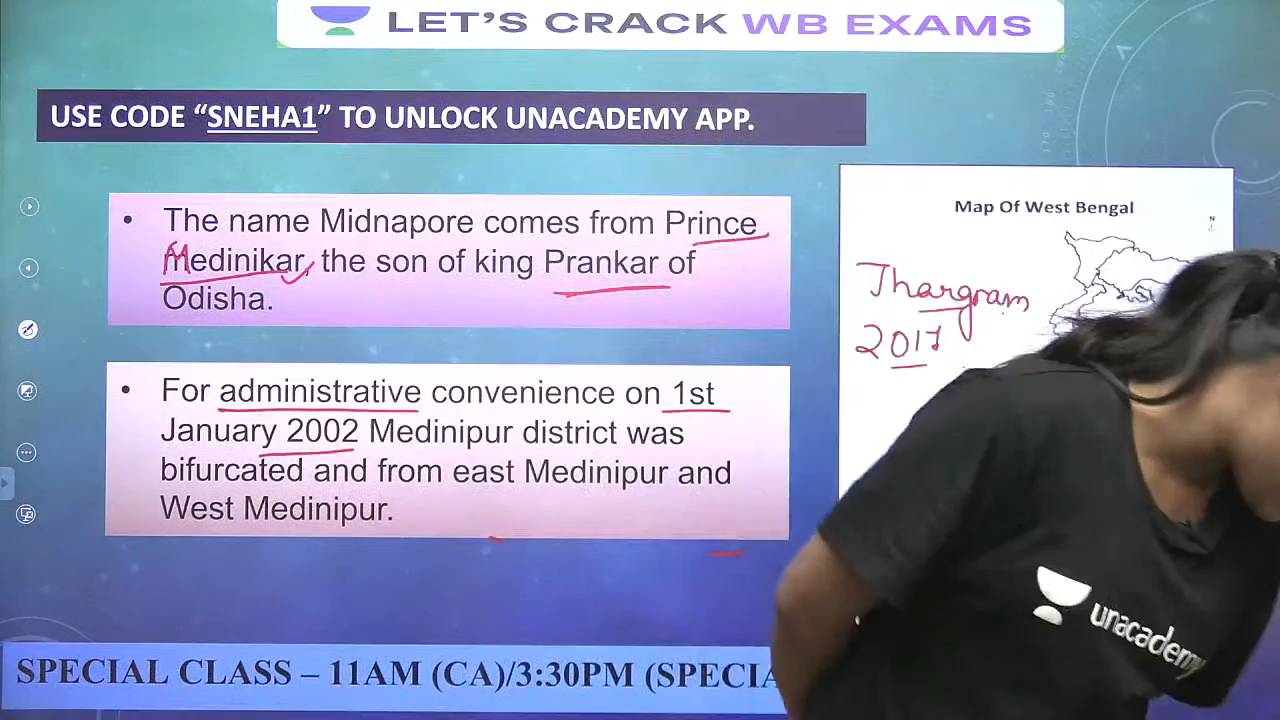 LET'S CRACK WB EXAMS
USE CODE “SNEHA1” TO UNLOCK UNACADEMY APP.
• The name Midnapore comes from Prince
Medinikar, the son of king Prankar of
Odisha.
Map Of West Bengal
N
Jhargram
2017
• For administrative convenience on 1st
January 2002 Medinipur district was
bifurcated and from east Medinipur and
West Medinipur.
unacademy
SPECIAL CLASS – 11AM (CA)/3:30PM (SPECIA